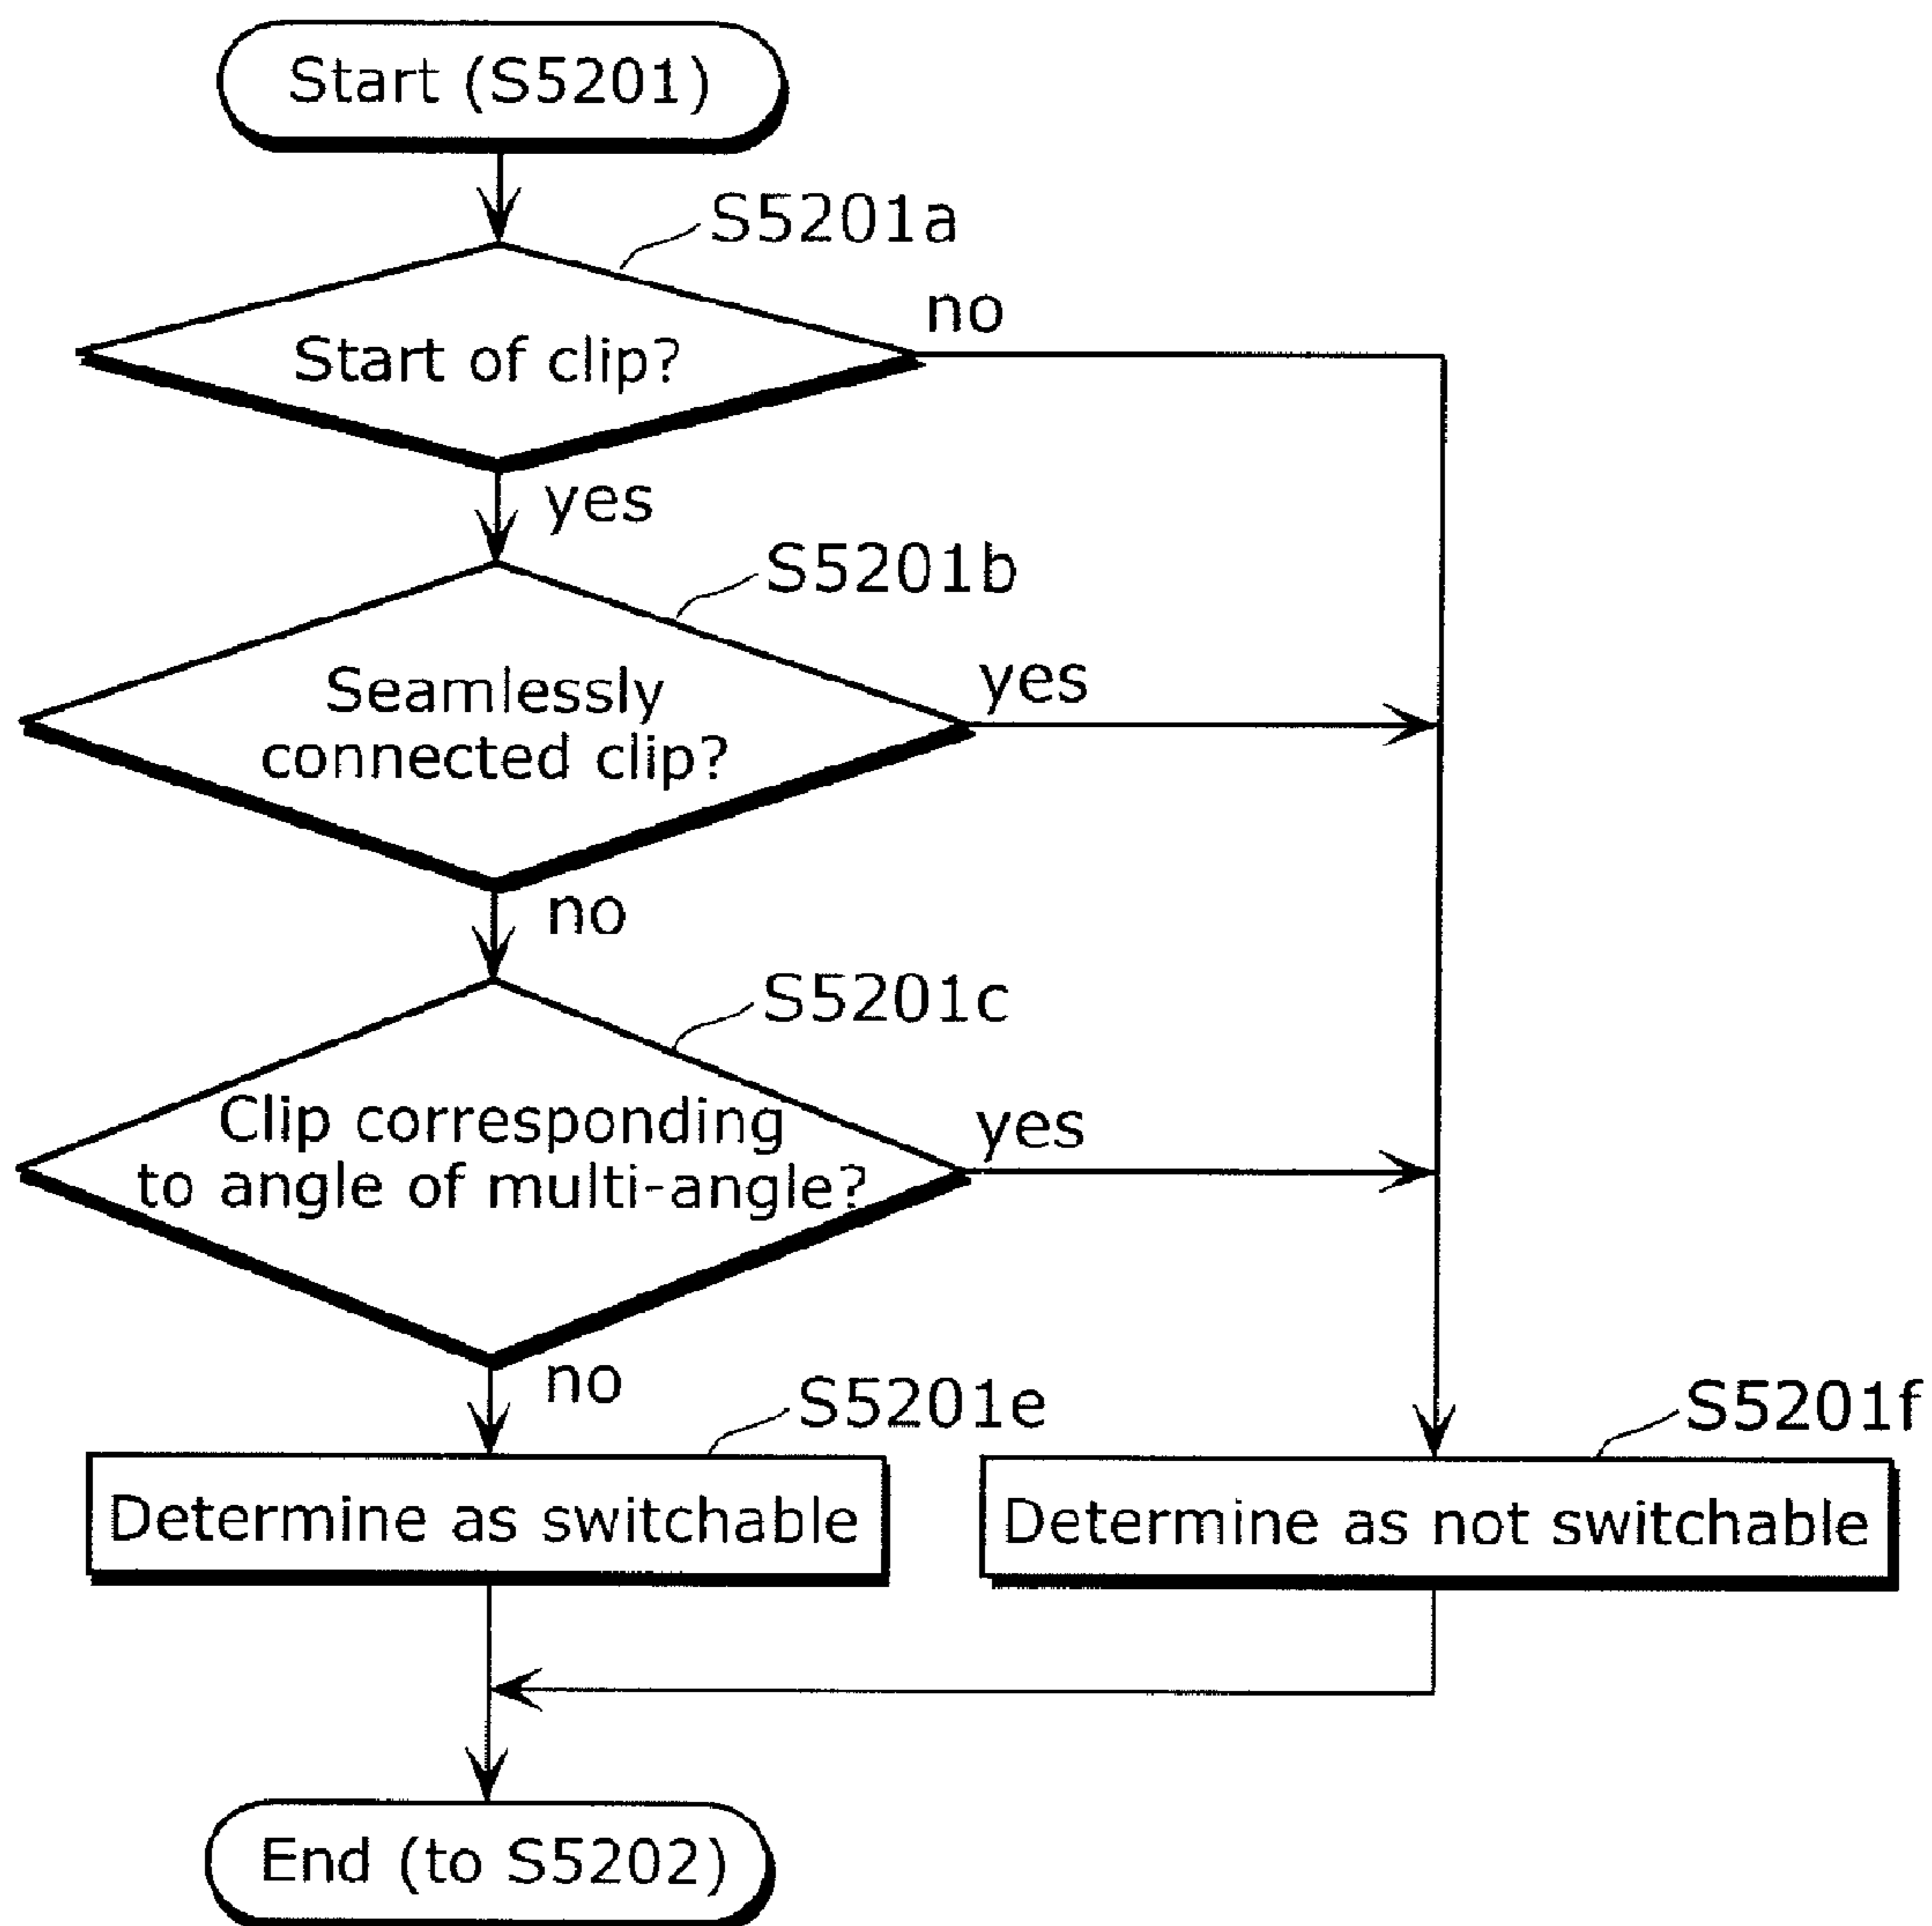 Start (S5201)
S5201a
no
Start of clip?
yes
S5201b
yes
Seamlessly
connected clip?
no
S5201c
yes
Clip corresponding
to angle of multi-angle?
no
S5201e
S5201f
Determine as switchable
Determine as not switchable
End (to S5202)